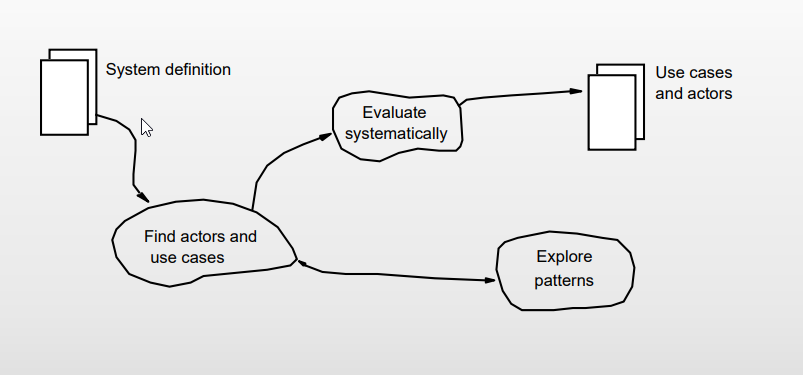 System definition
Use cases
and actors
Evaluate
systematically
Find actors and
use cases
Explore
patterns